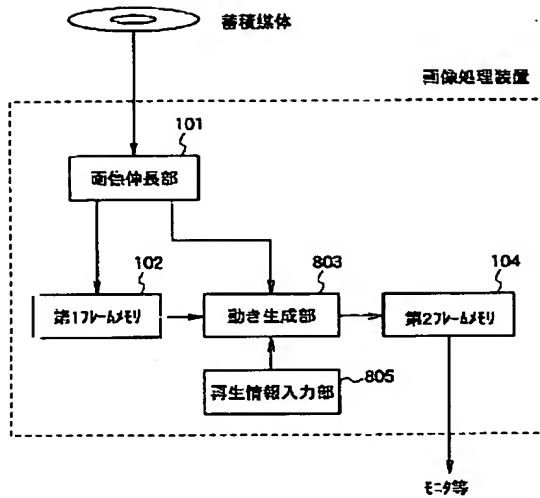 蓄積媒体
画像処理装置
101
画像伸長部
102
803
104
第1フレームメモリ
動き生成部
第2フレームメモリ
再生情報入力部
805
モニタ等